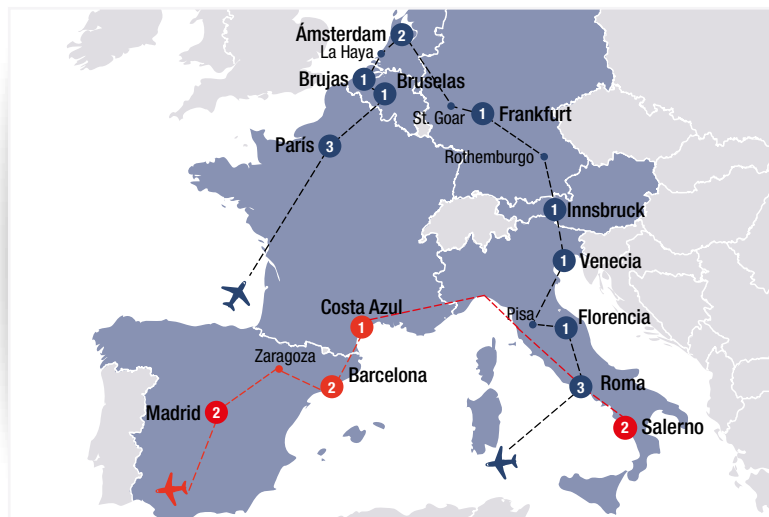 Ámsterdam
2
La Haya
Brujas
1
Bruselas
1
St. Goar
1
Frankfurt
París
3
Rothemburgo
1
Innsbruck
1
Venecia
Costa Azul
1
Pisa
Florencia
1
Zaragoza
Barcelona
2
Roma
3
Madrid
2
Salerno
2